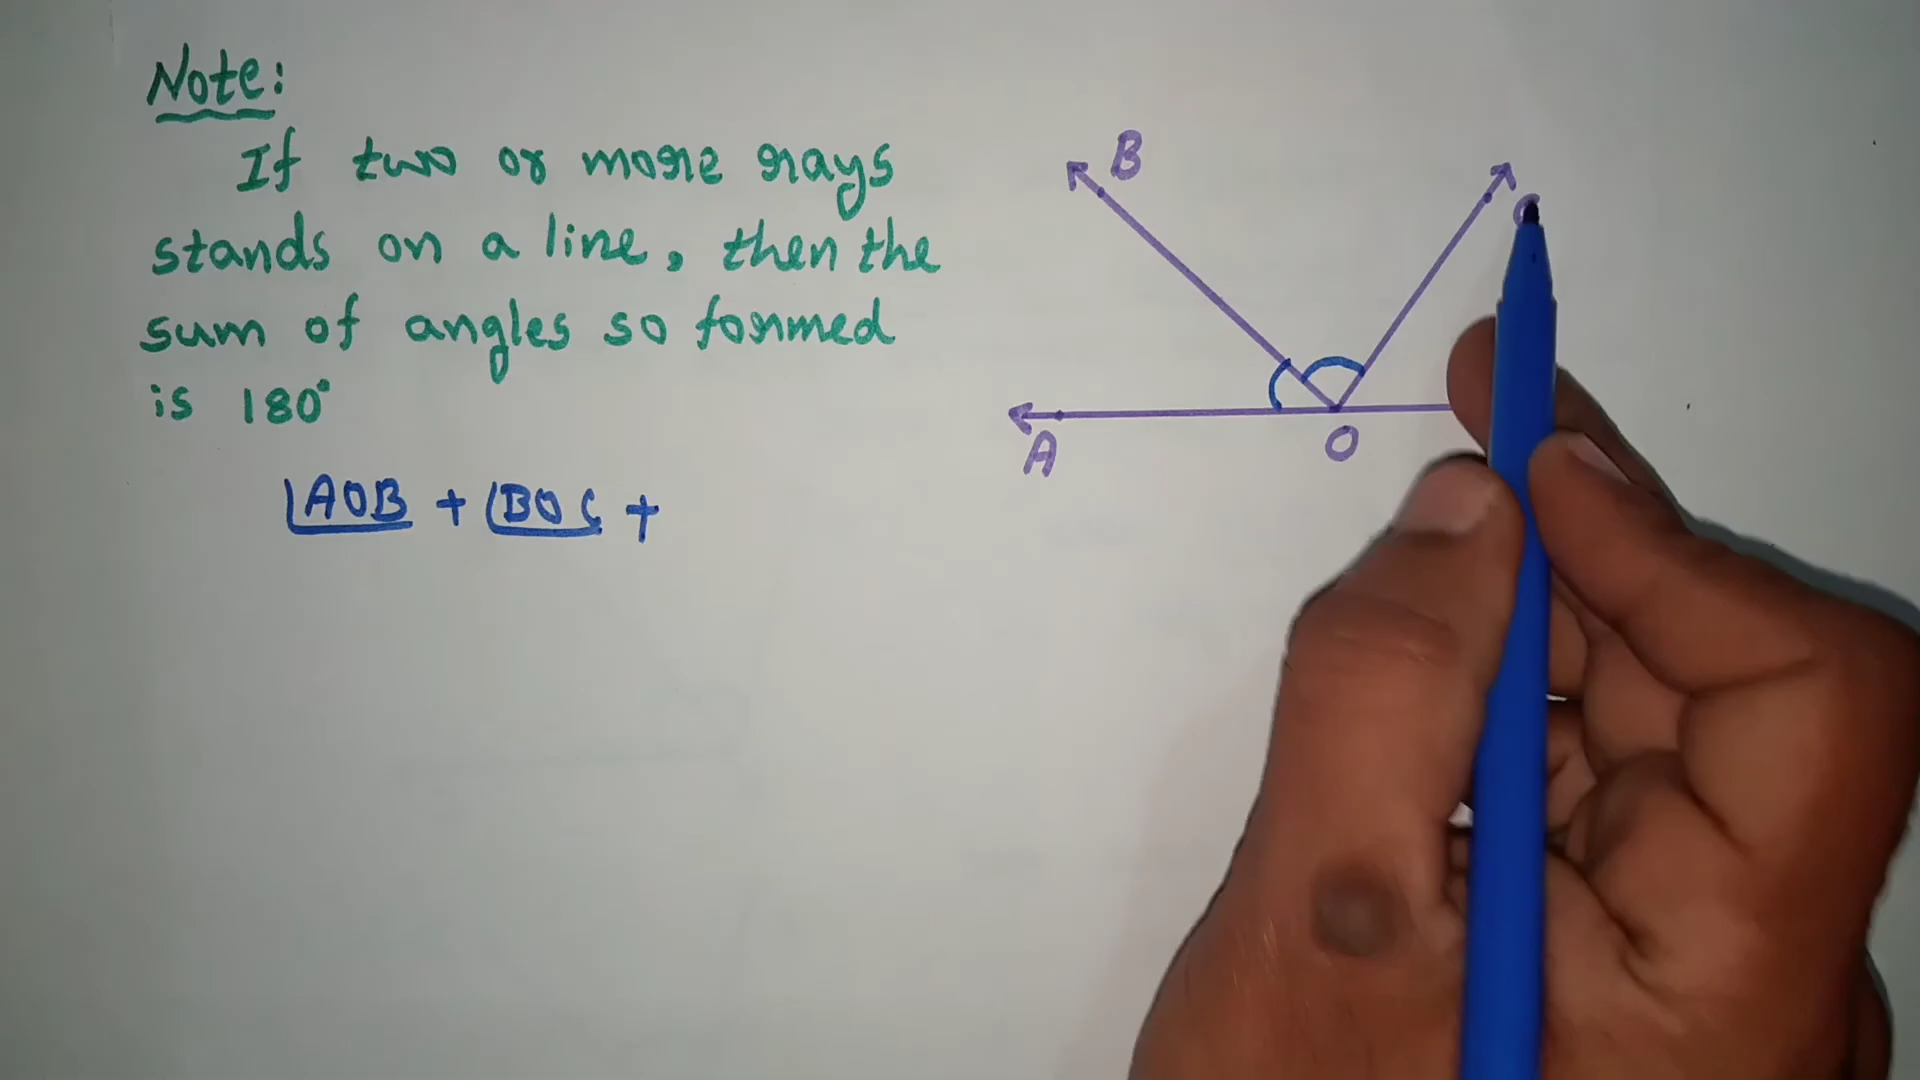 Note:
If two or more rays
stands on a line, then the
sum of angles so formed
is 180°
∠AOB + ∠BOC +
B
C
A
O